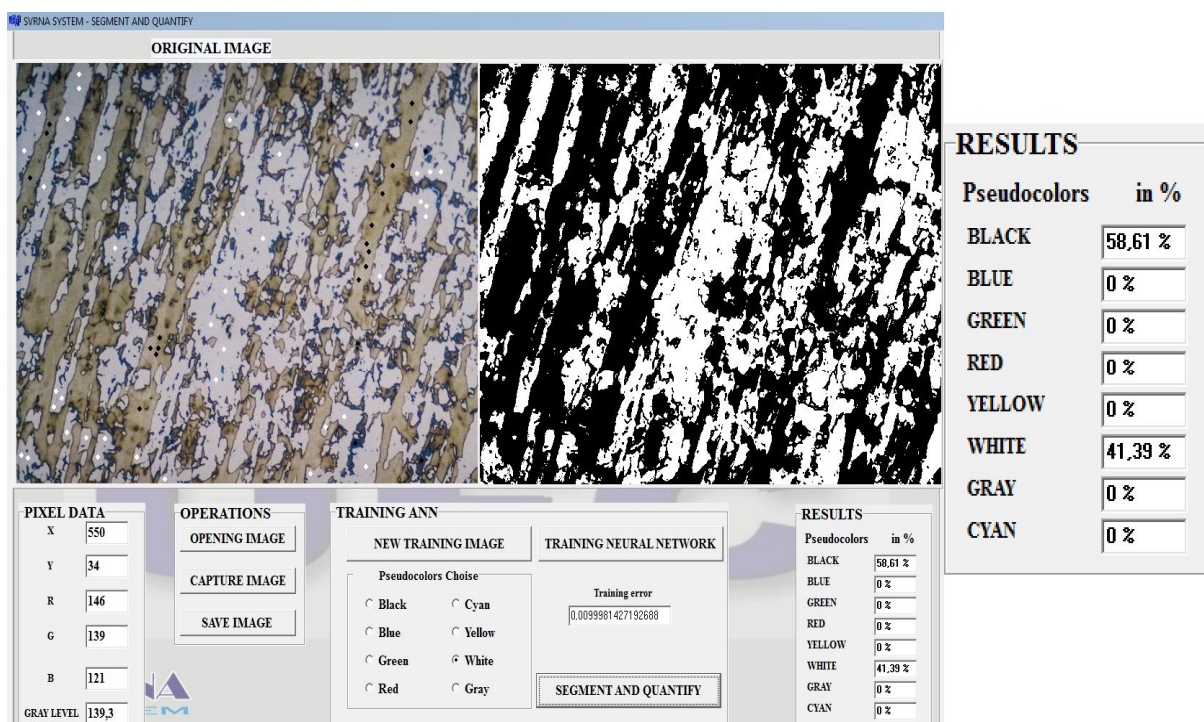 SVRNA SYSTEM - SEGMENT AND QUANTIFY
ORIGINAL IMAGE
RESULTS
Pseudocolors in %
BLACK 58,61 %
BLUE 0 %
GREEN 0 %
RED 0 %
YELLOW 0 %
WHITE 41,39 %
GRAY 0 %
CYAN 0 %
PIXEL DATA
X 550
Y 34
R 146
G 139
B 121
GRAY LEVEL 139,3
OPERATIONS
OPENING IMAGE
CAPTURE IMAGE
SAVE IMAGE
TRAINING ANN
NEW TRAINING IMAGE
TRAINING NEURAL NETWORK
Pseudocolors Choise
Black Cyan
Blue Yellow
Green White
Red Gray
Training error
0,0099981427192688
SEGMENT AND QUANTIFY
RESULTS
Pseudocolors in %
BLACK 58,61 %
BLUE 0 %
GREEN 0 %
RED 0 %
YELLOW 0 %
WHITE 41,39 %
GRAY 0 %
CYAN 0 %